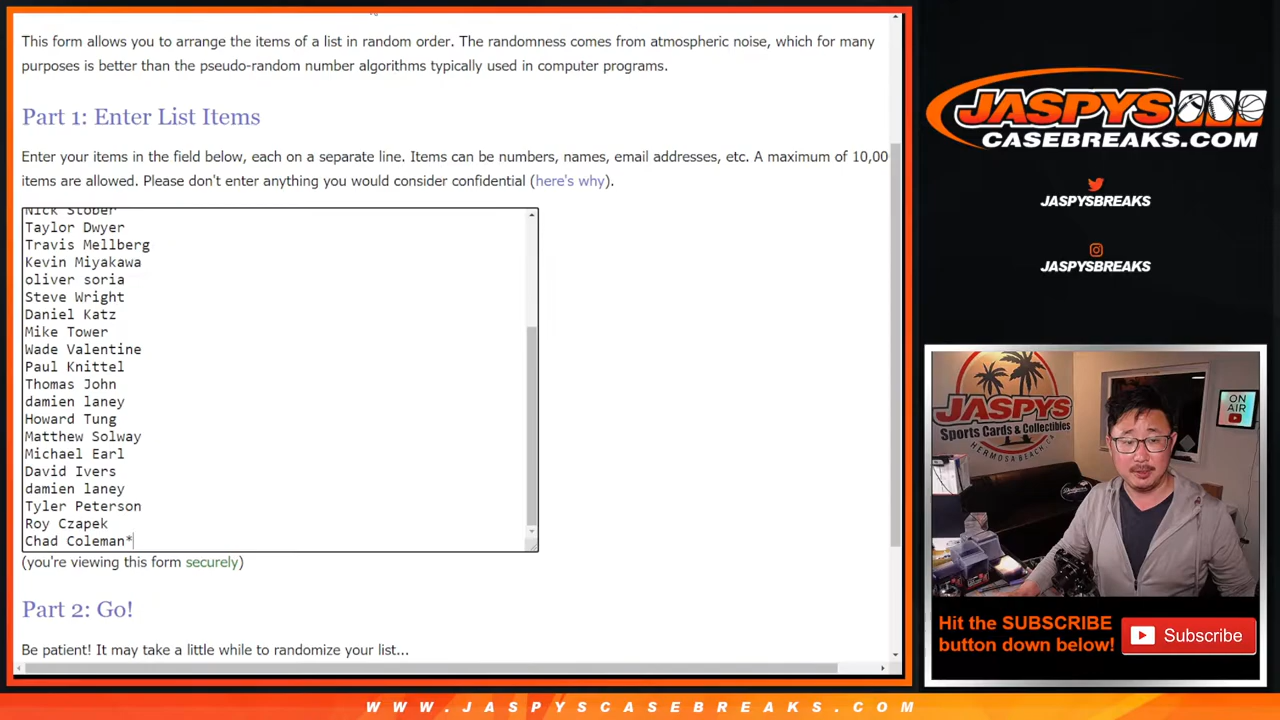 This form allows you to arrange the items of a list in random order. The randomness comes from atmospheric noise, which for many
purposes is better than the pseudo-random number algorithms typically used in computer programs.
Part 1: Enter List Items
Enter your items in the field below, each on a separate line. Items can be numbers, names, email addresses, etc. A maximum of 10,00
items are allowed. Please don't enter anything you would consider confidential (here's why).
Nick Stober
Taylor Dwyer
Travis Mellberg
Kevin Miyakawa
oliver soria
Steve Wright
Daniel Katz
Mike Tower
Wade Valentine
Paul Knittel
Thomas John
damien laney
Howard Tung
Matthew Solway
Michael Earl
David Ivers
damien laney
Tyler Peterson
Roy Czapek
Chad Coleman*
(you're viewing this form securely)
Part 2: Go!
Be patient! It may take a little while to randomize your list...
JASPYS
CASEBREAKS.COM
JASPYSBREAKS
JASPYSBREAKS
JASPYS
Sports Cards & Collectibles
HERMOSA BEACH, CA
ON
AIR
Hit the SUBSCRIBE
button down below!
Subscribe
WWW.JASPYSCASEBREAKS.COM